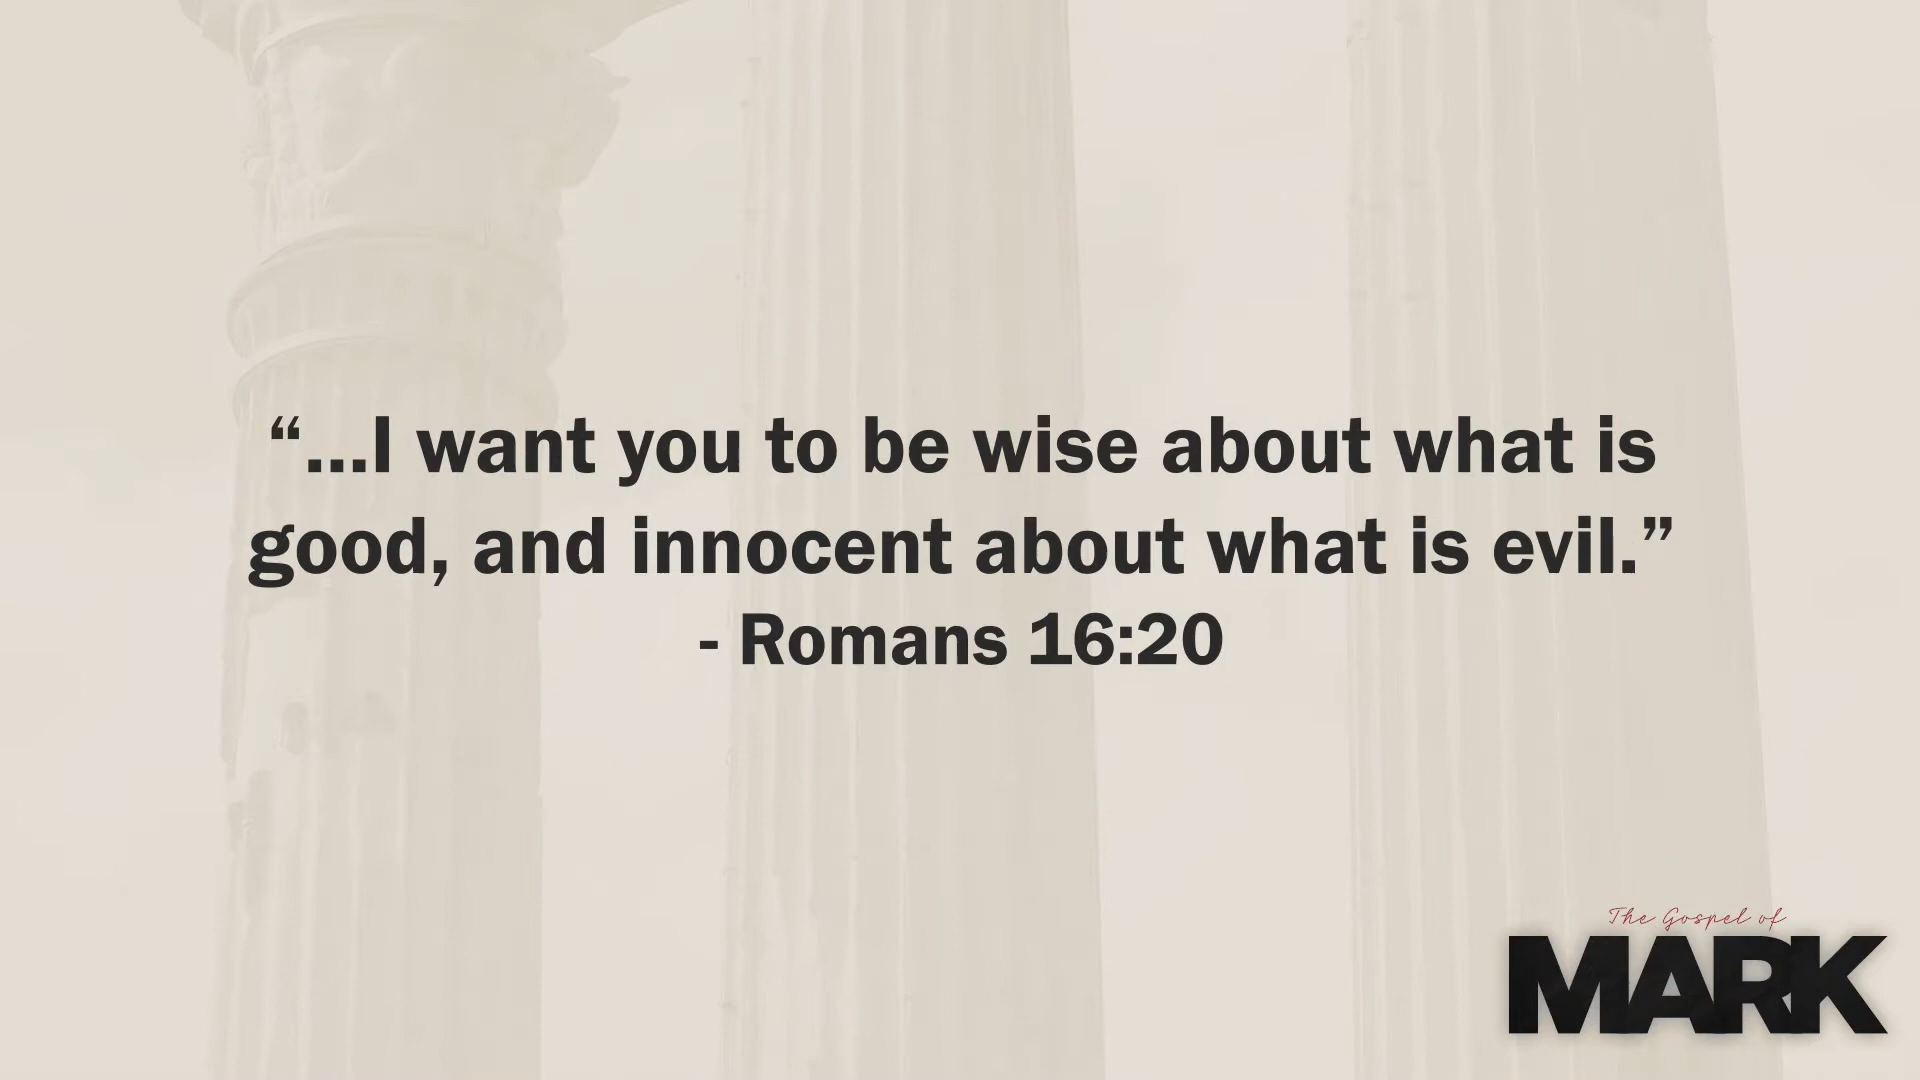 “...I want you to be wise about what is
good, and innocent about what is evil.”
- Romans 16:20
The Gospel of
MARK